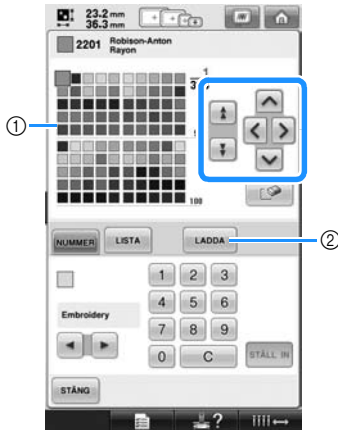 23.2 mm
36.3 mm
2201 Robison-Anton
Rayon
1
①
100
NUMMER LISTA LADDA ②
1 2 3
Embroidery
4 5 6
7 8 9
0 C STÄLL IN
STÄNG
?